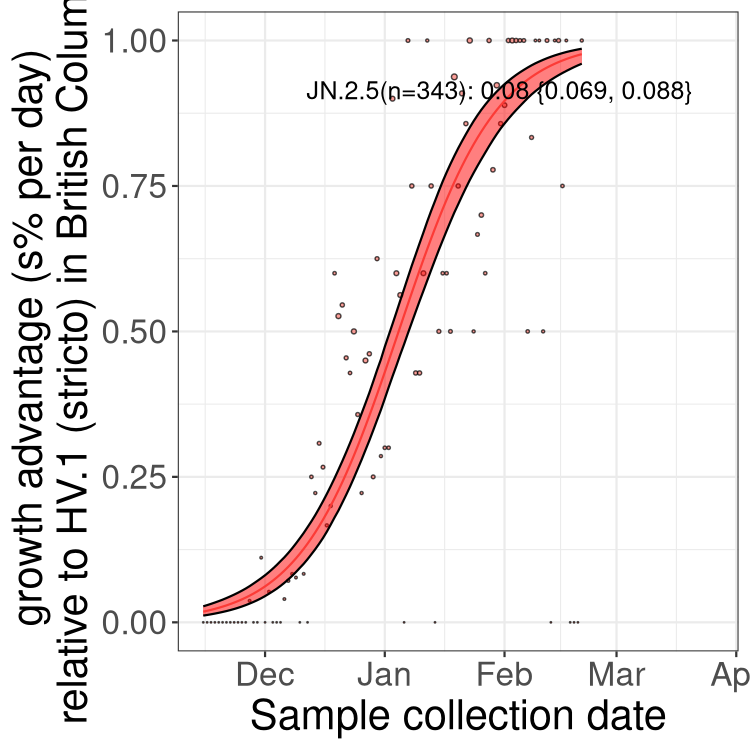 growth advantage (s% per day)
relative to HV.1 (stricto) in British Colum
1.00
0.75
0.50
0.25
0.00
JN.2.5(n=343): 0.08 {0.069, 0.088}
Dec Jan Feb Mar Ap
Sample collection date